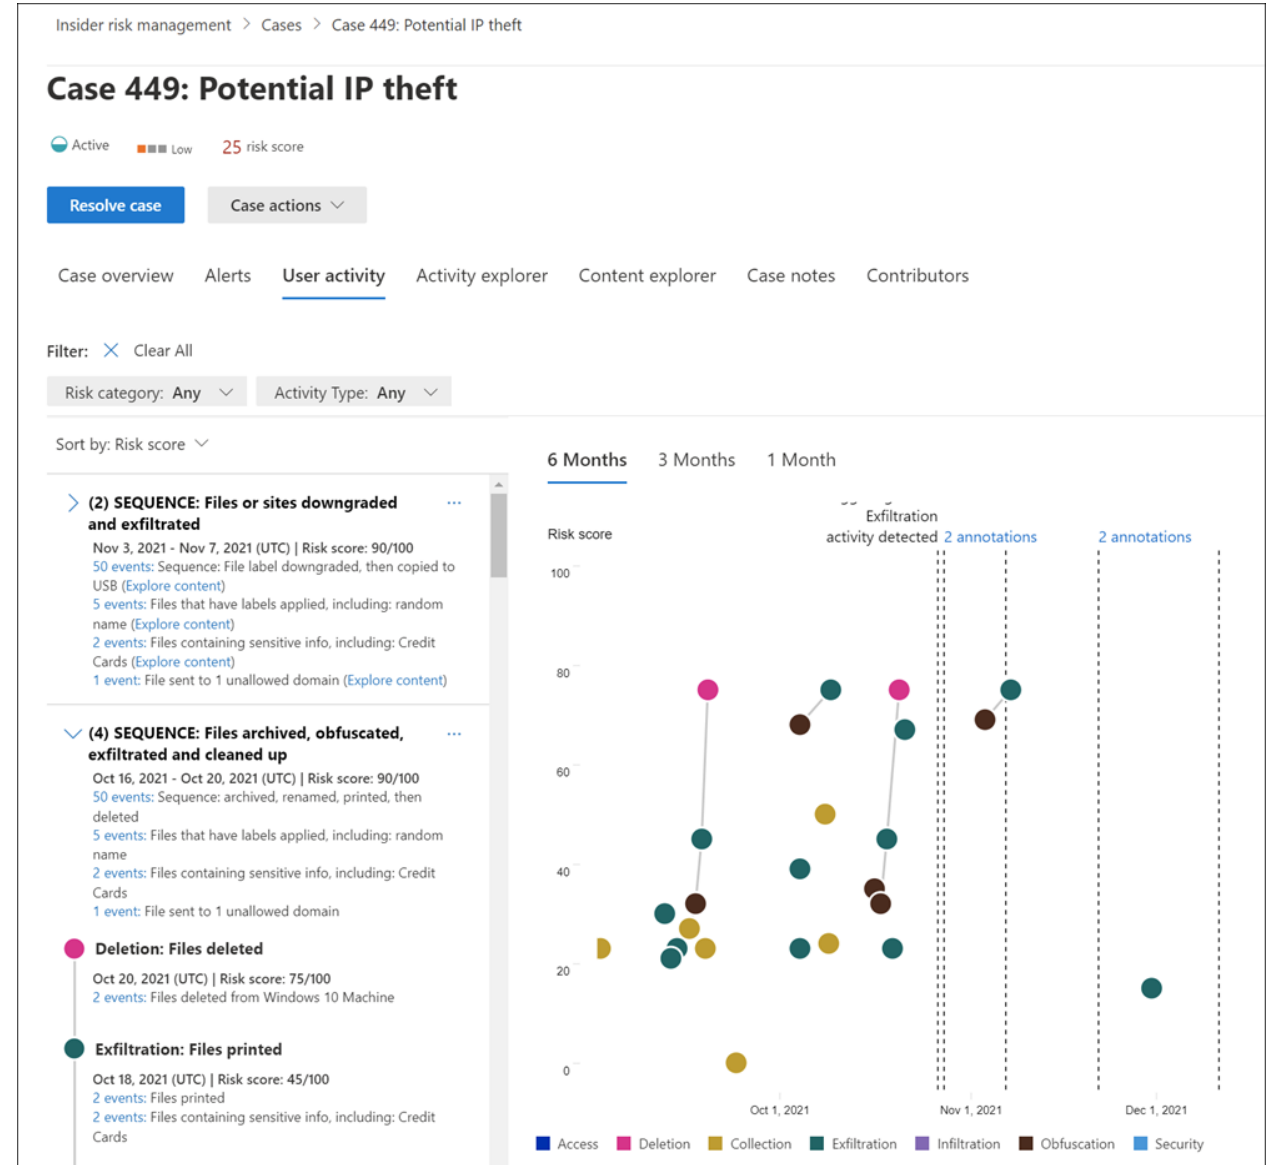 Insider risk management > Cases > Case 449: Potential IP theft
Case 449: Potential IP theft
Active Low 25 risk score
Resolve case Case actions
Case overview Alerts User activity Activity explorer Content explorer Case notes Contributors
Filter: Clear All
Risk category: Any Activity Type: Any
Sort by: Risk score
(2) SEQUENCE: Files or sites downgraded
and exfiltrated
Nov 3, 2021 - Nov 7, 2021 (UTC) | Risk score: 90/100
50 events: Sequence: File label downgraded, then copied to
USB (Explore content)
5 events: Files that have labels applied, including: random
name (Explore content)
2 events: Files containing sensitive info, including: Credit
Cards (Explore content)
1 event: File sent to 1 unallowed domain (Explore content)
(4) SEQUENCE: Files archived, obfuscated,
exfiltrated and cleaned up
Oct 16, 2021 - Oct 20, 2021 (UTC) | Risk score: 90/100
50 events: Sequence: archived, renamed, printed, then
deleted
5 events: Files that have labels applied, including: random
name
2 events: Files containing sensitive info, including: Credit
Cards
1 event: File sent to 1 unallowed domain
Deletion: Files deleted
Oct 20, 2021 (UTC) | Risk score: 75/100
2 events: Files deleted from Windows 10 Machine
Exfiltration: Files printed
Oct 18, 2021 (UTC) | Risk score: 45/100
2 events: Files printed
2 events: Files containing sensitive info, including: Credit
Cards
6 Months 3 Months 1 Month
Exfiltration
Risk score activity detected 2 annotations 2 annotations
100
80
60
40
20
0
Oct 1, 2021 Nov 1, 2021 Dec 1, 2021
Access Deletion Collection Exfiltration Infiltration Obfuscation Security